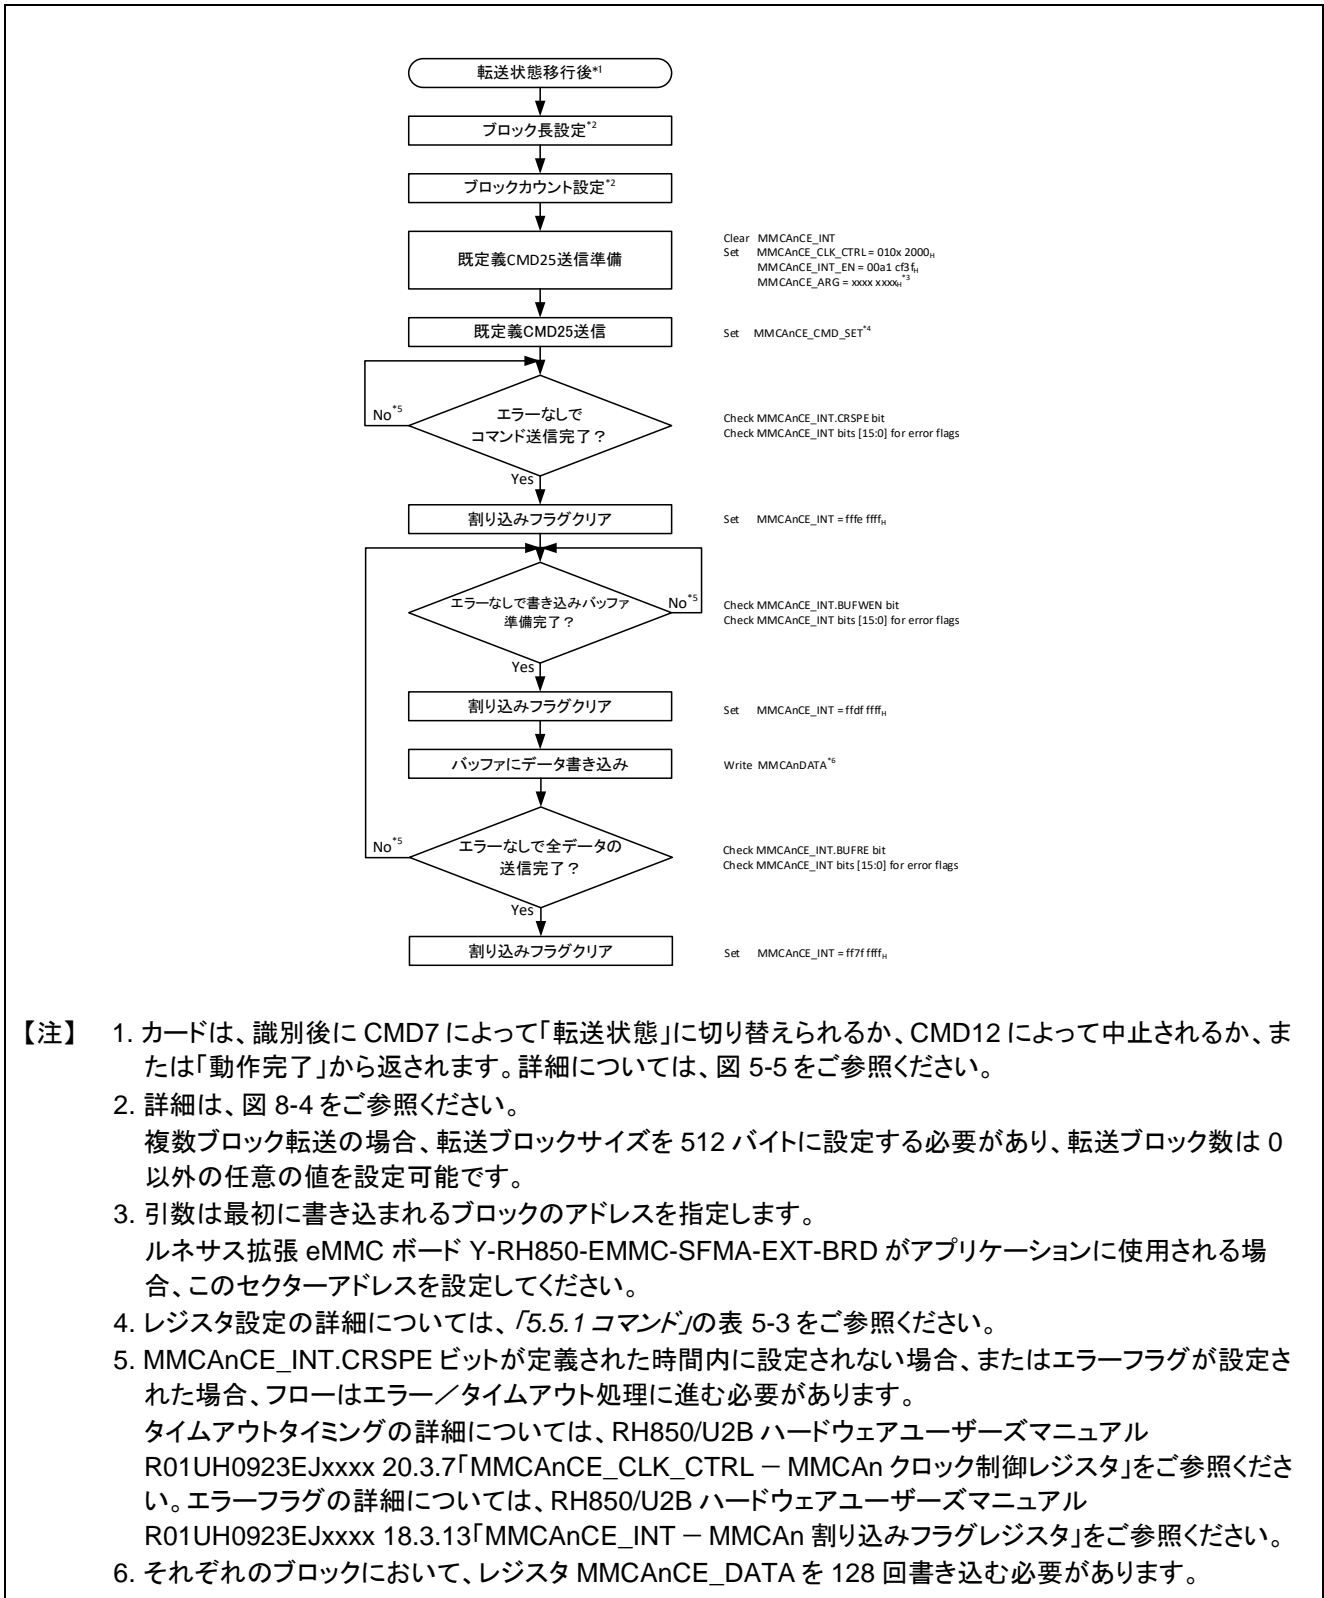 転送状態移行後*1
ブロック長設定*2
ブロックカウント設定*2
既定義CMD25送信準備
Clear MMCAnCE_INT
Set MMCAnCE_CLK_CTRL = 010x 2000H
MMCAnCE_INT_EN = 00a1 cf3fH
MMCAnCE_ARG = xxxx xxxxH*3
既定義CMD25送信
Set MMCAnCE_CMD_SET*4
No*5
エラーなしで
コマンド送信完了？
Check MMCAnCE_INT.CRSPE bit
Check MMCAnCE_INT bits [15:0] for error flags
Yes
割り込みフラグクリア
Set MMCAnCE_INT = fffe ffffH
エラーなしで書き込みバッファ
準備完了？
No*5
Check MMCAnCE_INT.BUFWEN bit
Check MMCAnCE_INT bits [15:0] for error flags
Yes
割り込みフラグクリア
Set MMCAnCE_INT = ffdf ffffH
バッファにデータ書き込み
Write MMCAnDATA*6
No*5
エラーなしで全データの
送信完了？
Check MMCAnCE_INT.BUFRE bit
Check MMCAnCE_INT bits [15:0] for error flags
Yes
割り込みフラグクリア
Set MMCAnCE_INT = ff7f ffffH
【注】 1. カードは、識別後に CMD7 によって「転送状態」に切り替えられるか、CMD12 によって中止されるか、ま
たは「動作完了」から返されます。詳細については、図 5-5 をご参照ください。
2. 詳細は、図 8-4 をご参照ください。
複数ブロック転送の場合、転送ブロックサイズを 512 バイトに設定する必要があり、転送ブロック数は 0
以外の任意の値を設定可能です。
3. 引数は最初に書き込まれるブロックのアドレスを指定します。
ルネサス拡張 eMMC ボード Y-RH850-EMMC-SFMA-EXT-BRD がアプリケーションに使用される場
合、このセクターアドレスを設定してください。
4. レジスタ設定の詳細については、「5.5.1 コマンド」の表 5-3 をご参照ください。
5. MMCAnCE_INT.CRSPE ビットが定義された時間内に設定されない場合、またはエラーフラグが設定さ
れた場合、フローはエラー／タイムアウト処理に進む必要があります。
タイムアウトタイミングの詳細については、RH850/U2B ハードウェアユーザーズマニュアル
R01UH0923EJxxxx 20.3.7「MMCAnCE_CLK_CTRL － MMCAn クロック制御レジスタ」をご参照くださ
い。エラーフラグの詳細については、RH850/U2B ハードウェアユーザーズマニュアル
R01UH0923EJxxxx 18.3.13「MMCAnCE_INT － MMCAn 割り込みフラグレジスタ」をご参照ください。
6. それぞれのブロックにおいて、レジスタ MMCAnCE_DATA を 128 回書き込む必要があります。